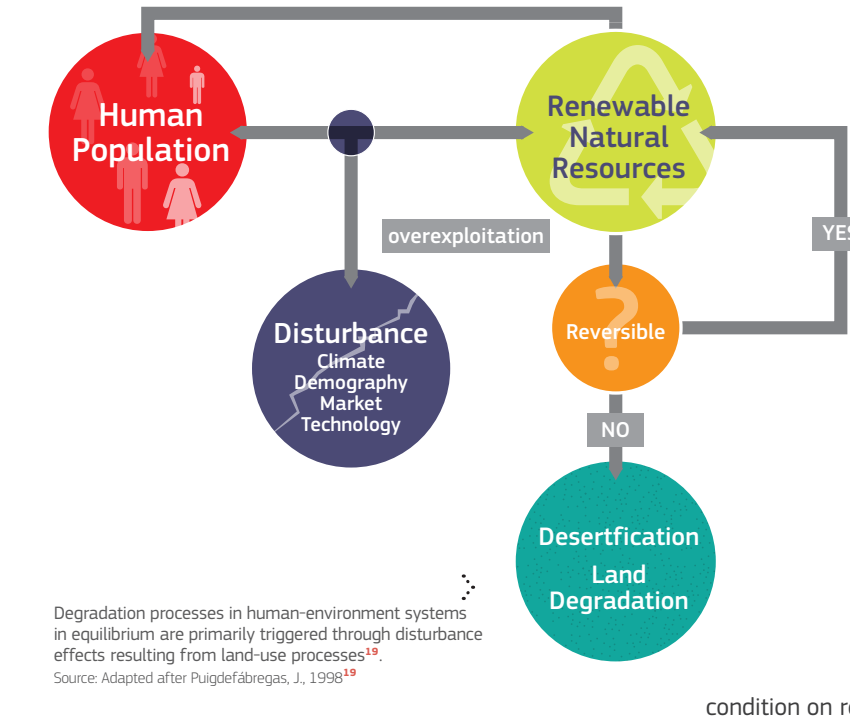 Human
Population
Renewable
Natural
Resources
YES
overexploitation
Reversible
Disturbance
Climate
Demography
Market
Technology
NO
Desertfication
Land
Degradation
Degradation processes in human-environment systems
in equilibrium are primarily triggered through disturbance
effects resulting from land-use processes19.
Source: Adapted after Puigdefábregas, J., 199819
condition on